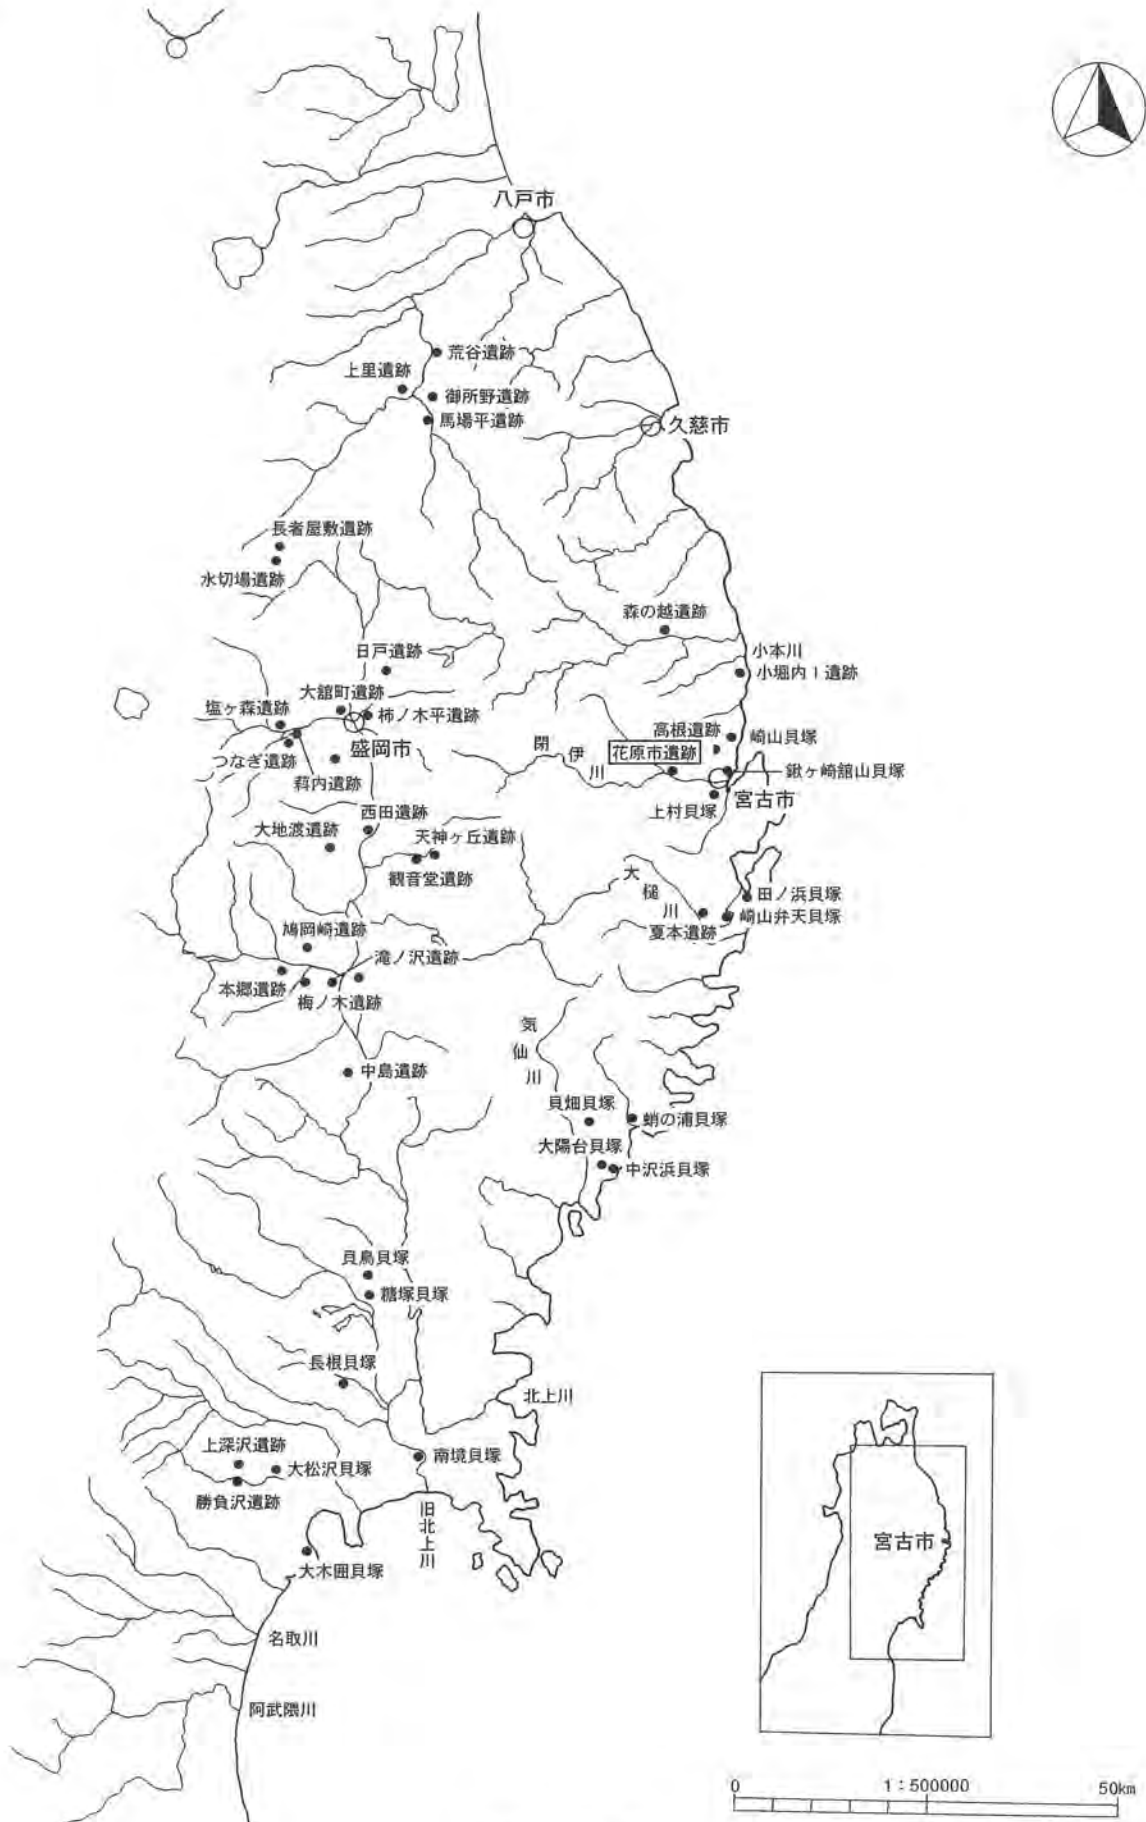 八戸市
荒谷遺跡
上里遺跡
御所野遺跡
馬場平遺跡
久慈市
長者屋敷遺跡
水切場遺跡
森の越遺跡
小本川
日戸遺跡
小堀内I遺跡
大舘町遺跡
塩ヶ森遺跡
柿ノ木平遺跡
高根遺跡
崎山貝塚
盛岡市
閉伊川
花原市遺跡
つなぎ遺跡
鍬ヶ崎舘山貝塚
萪内遺跡
上村貝塚
宮古市
西田遺跡
大地渡遺跡
天神ヶ丘遺跡
観音堂遺跡
大槌川
田ノ浜貝塚
崎山弁天貝塚
夏本遺跡
鳩岡崎遺跡
滝ノ沢遺跡
本郷遺跡
梅ノ木遺跡
気仙川
中島遺跡
貝畑貝塚
蛸の浦貝塚
大陽台貝塚
中沢浜貝塚
貝鳥貝塚
糠塚貝塚
長根貝塚
北上川
上深沢遺跡
大松沢貝塚
南境貝塚
勝負沢遺跡
旧北上川
宮古市
大木囲貝塚
名取川
阿武隈川
0 1:500000 50km